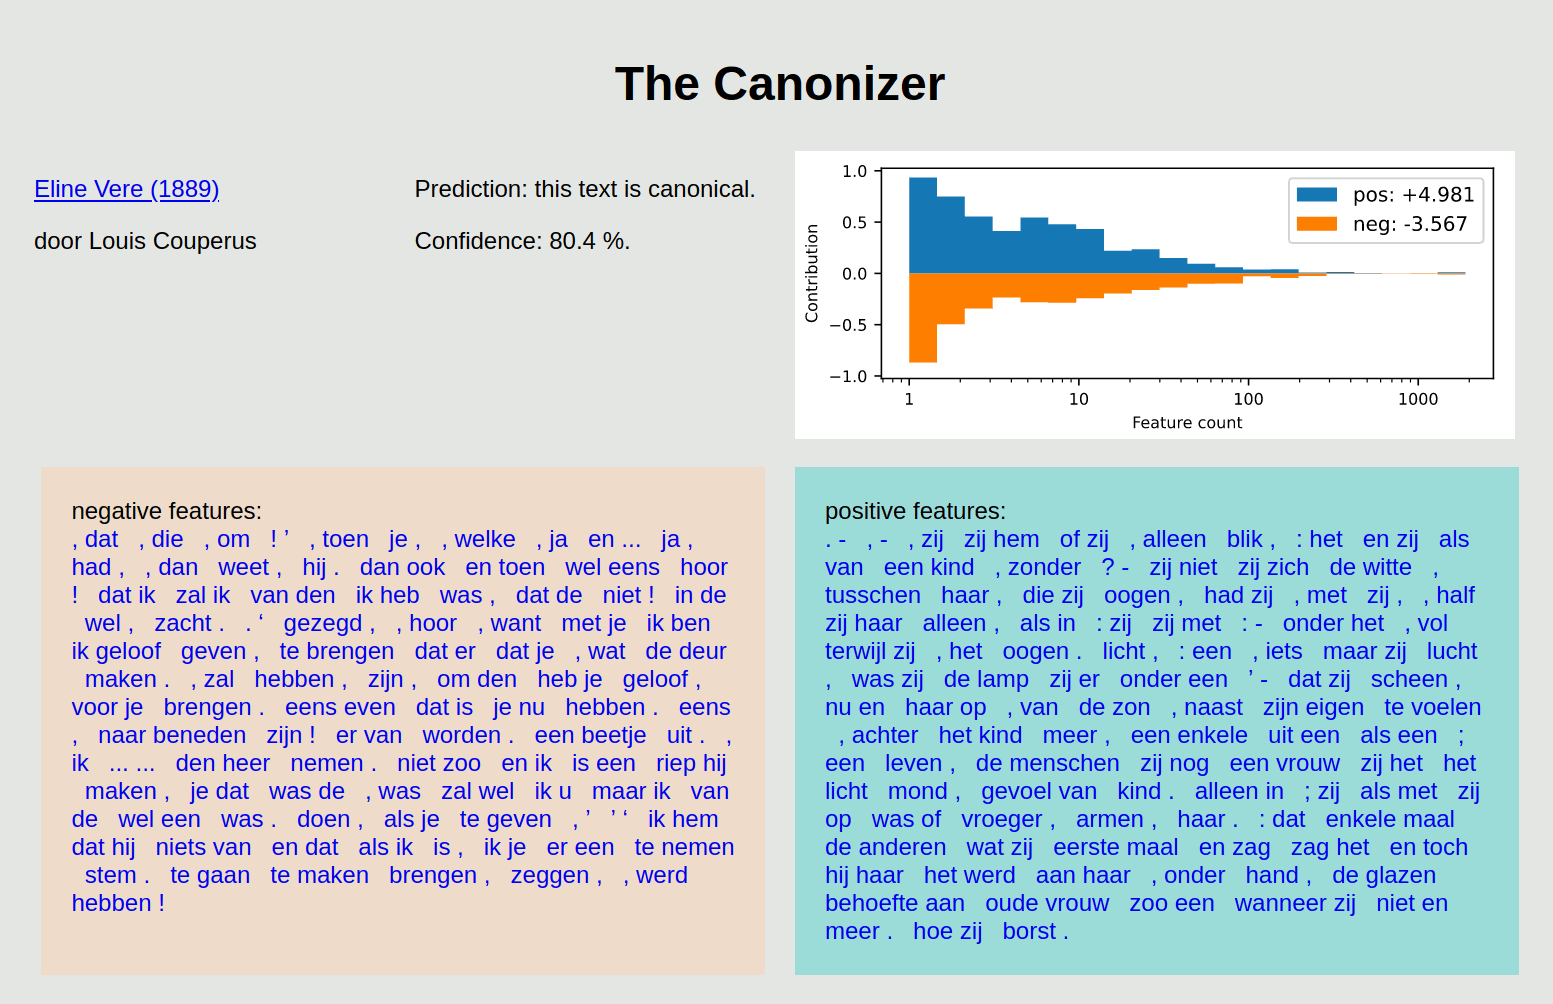 The Canonizer
Eline Vere (1889)
door Louis Couperus
Prediction: this text is canonical.
Confidence: 80.4 %.
1.0
0.5
0.0
−0.5
−1.0
Contribution
pos: +4.981
neg: -3.567
1
10
100
1000
Feature count
negative features:
, dat , die , om ! ’ , toen je , , welke , ja en ... ja ,
had , , dan weet , hij . dan ook en toen wel eens hoor
! dat ik zal ik van den ik heb was , dat de niet ! in de
wel , zacht . . ‘ gezegd , , hoor , want met je ik ben
ik geloof geven , te brengen dat er dat je , wat de deur
maken . , zal hebben , zijn , om den heb je geloof ,
voor je brengen . eens even dat is je nu hebben . eens
, naar beneden zijn ! er van worden . een beetje uit . ,
ik ... ... den heer nemen . niet zoo en ik is een riep hij
maken , je dat was de , was zal wel ik u maar ik van
de wel een was . doen , als je te geven , ’ ’ ‘ ik hem
dat hij niets van en dat als ik is , ik je er een te nemen
stem . te gaan te maken brengen , zeggen , , werd
hebben !
positive features:
. - , - , zij zij hem of zij , alleen blik , : het en zij als
van een kind , zonder ? - zij niet zij zich de witte ,
tusschen haar , die zij oogen , had zij , met zij , , half
zij haar alleen , als in : zij zij met : - onder het , vol
terwijl zij , het oogen . licht , : een , iets maar zij lucht
, was zij de lamp zij er onder een ’ - dat zij scheen ,
nu en haar op , van de zon , naast zijn eigen te voelen
, achter het kind meer , een enkele uit een als een ;
een leven , de menschen zij nog een vrouw zij het het
licht mond , gevoel van kind . alleen in ; zij als met zij
op was of vroeger , armen , haar . : dat enkele maal
de anderen wat zij eerste maal en zag zag het en toch
hij haar het werd aan haar , onder hand , de glazen
behoefte aan oude vrouw zoo een wanneer zij niet en
meer . hoe zij borst .